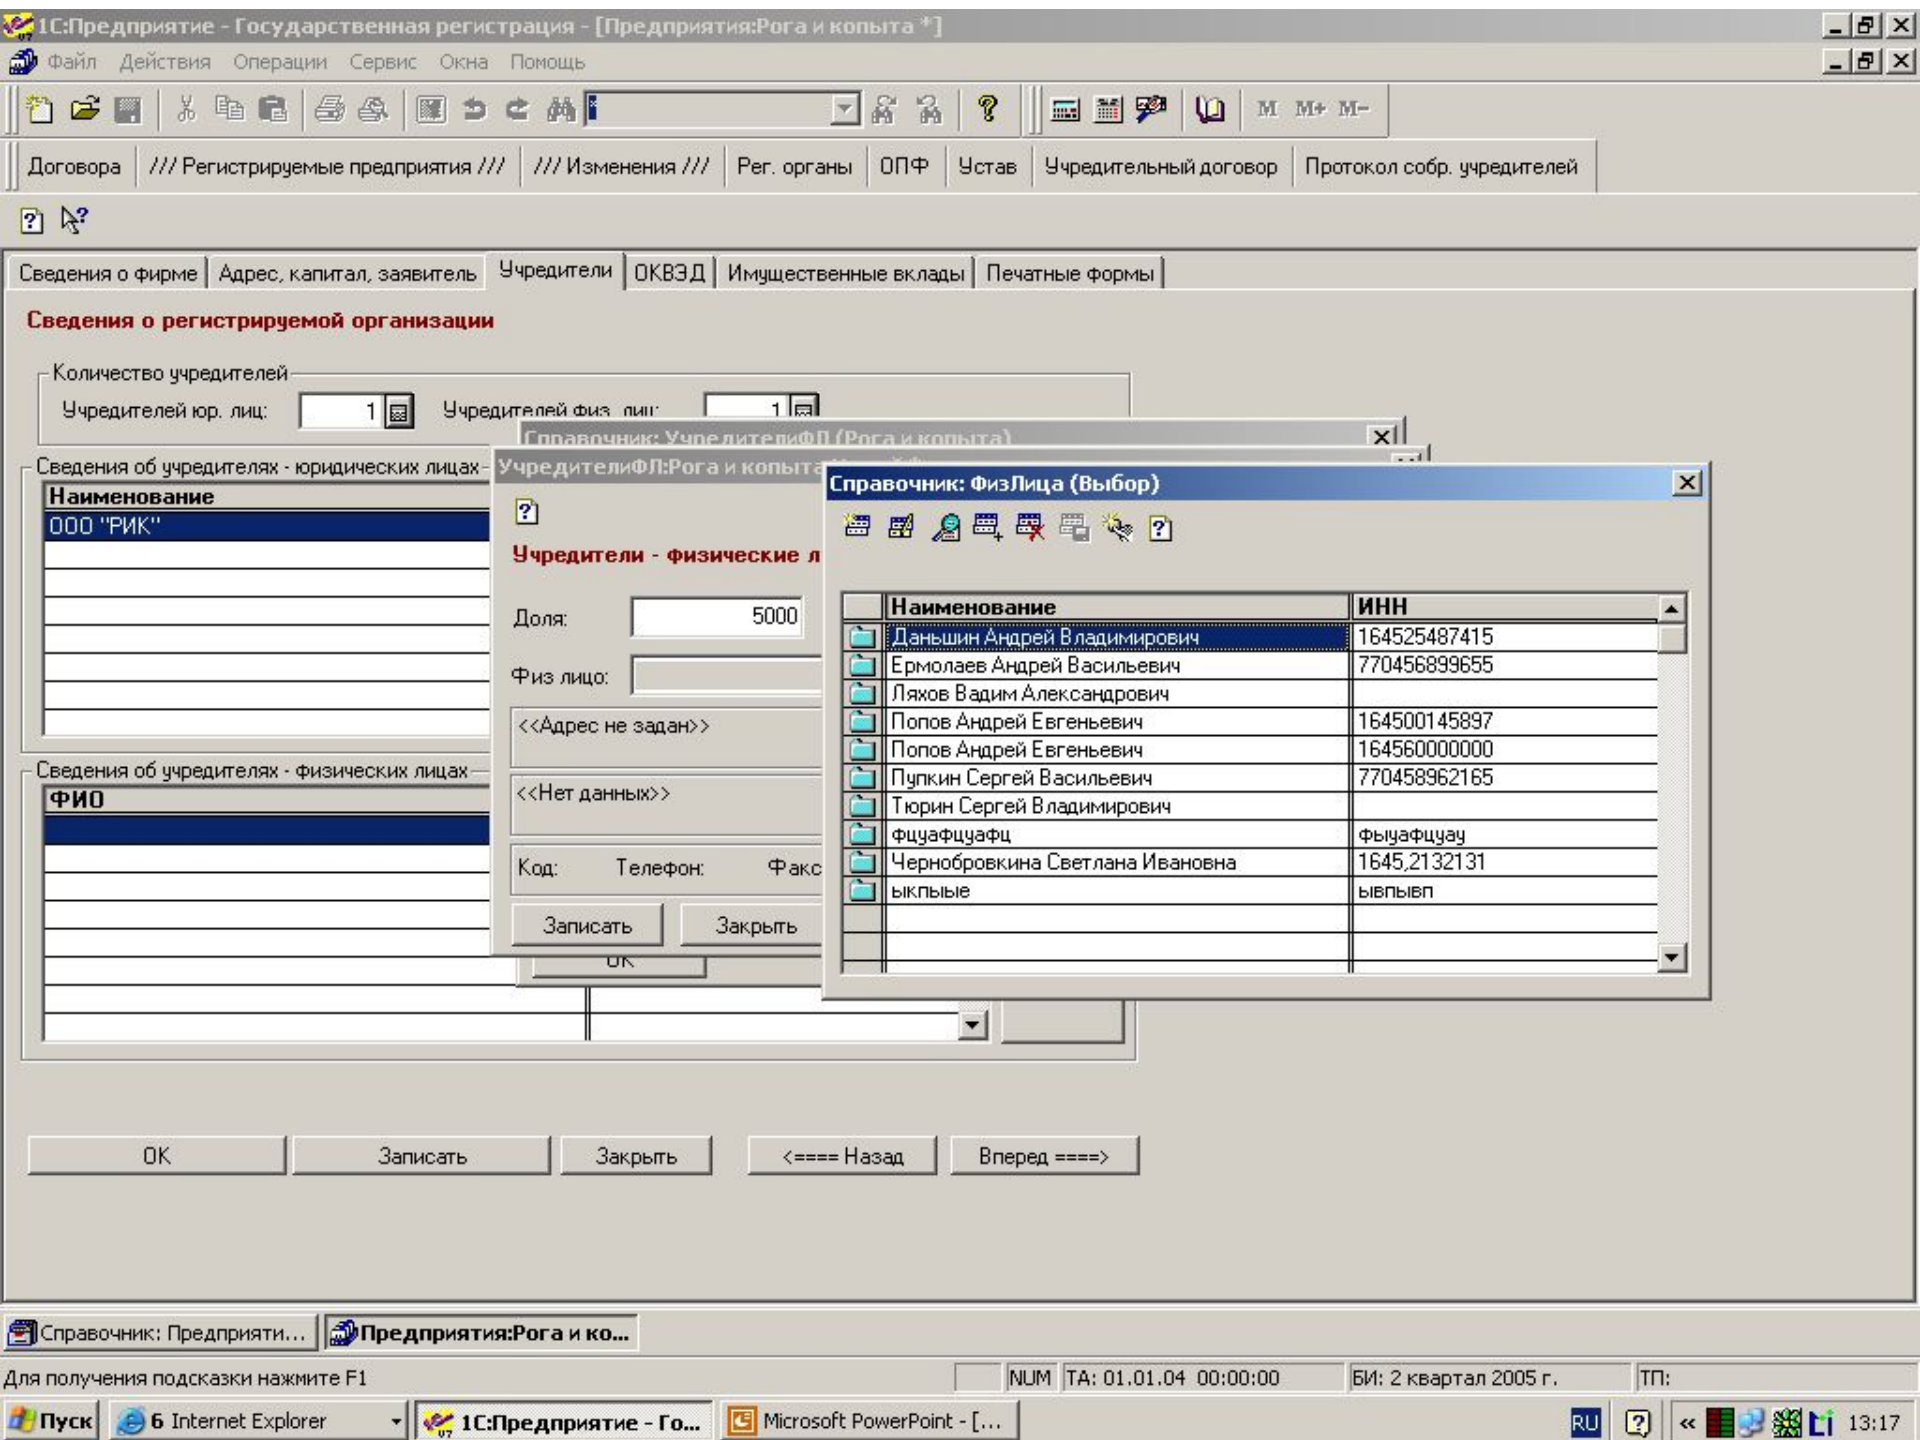 1С:Предприятие - Государственная регистрация - [Предприятия:Рога и копыта *]
Файл Действия Операции Сервис Окна Помощь
M M+ M-
Договора /// Регистрируемые предприятия /// /// Изменения /// Рег. органы ОПФ Устав Учредительный договор Протокол собр. учредителей
Сведения о фирме Адрес, капитал, заявитель Учредители ОКВЭД Имущественные вклады Печатные формы
Сведения о регистрируемой организации
Количество учредителей
Учредителей юр. лиц: 1 Учредителей физ. лиц: 1
Справочник: УчредителиФЛ (Рога и копыта)
Сведения об учредителях - юридических лицах
Наименование
ООО "РИК"
УчредителиФЛ:Рога и копыта
Учредители - физические л
Доля: 5000
Физ лицо:
<<Адрес не задан>>
<<Нет данных>>
Код: Телефон: Факс
Записать Закрыть
OK
Справочник: ФизЛица (Выбор)
Наименование ИНН
Даньшин Андрей Владимирович 164525487415
Ермолаев Андрей Васильевич 770456899655
Ляхов Вадим Александрович
Попов Андрей Евгеньевич 164500145897
Попов Андрей Евгеньевич 164560000000
Пупкин Сергей Васильевич 770458962165
Тюрин Сергей Владимирович
фцуафцуафц фыуафцуау
Чернобровкина Светлана Ивановна 1645,2132131
ыкпыые ывпывп
Сведения об учредителях - физических лицах
ФИО
OK Записать Закрыть <==== Назад Вперед ====>
Справочник: Предприяти... Предприятия:Рога и ко...
Для получения подсказки нажмите F1 NUM ТА: 01.01.04 00:00:00 БИ: 2 квартал 2005 г. ТП:
Пуск 6 Internet Explorer 1С:Предприятие - Го... Microsoft PowerPoint - [... RU « 13:17